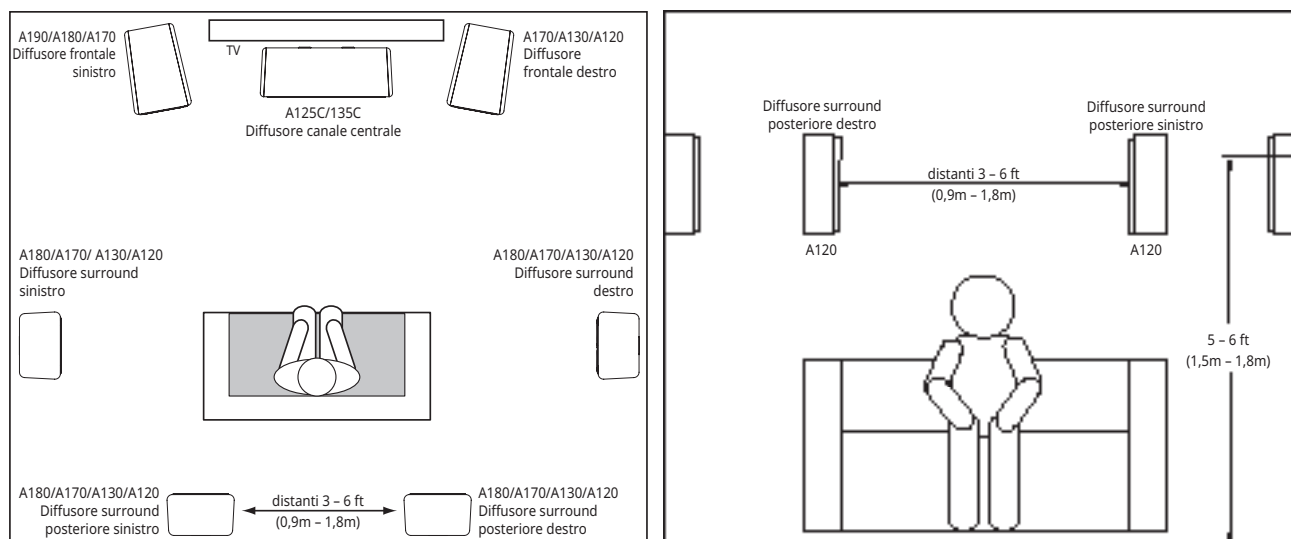 A190/A180/A170
Diffusore frontale
sinistro
TV
A170/A130/A120
Diffusore
frontale destro
A125C/135C
Diffusore canale centrale
A180/A170/ A130/A120
Diffusore surround
sinistro
A180/A170/A130/A120
Diffusore surround
destro
A180/A170/A130/A120
Diffusore surround
posteriore sinistro
distanti 3 – 6 ft
(0,9m – 1,8m)
A180/A170/A130/A120
Diffusore surround
posteriore destro
Diffusore surround
posteriore destro
Diffusore surround
posteriore sinistro
distanti 3 – 6 ft
(0,9m – 1,8m)
A120
A120
5 – 6 ft
(1,5m – 1,8m)